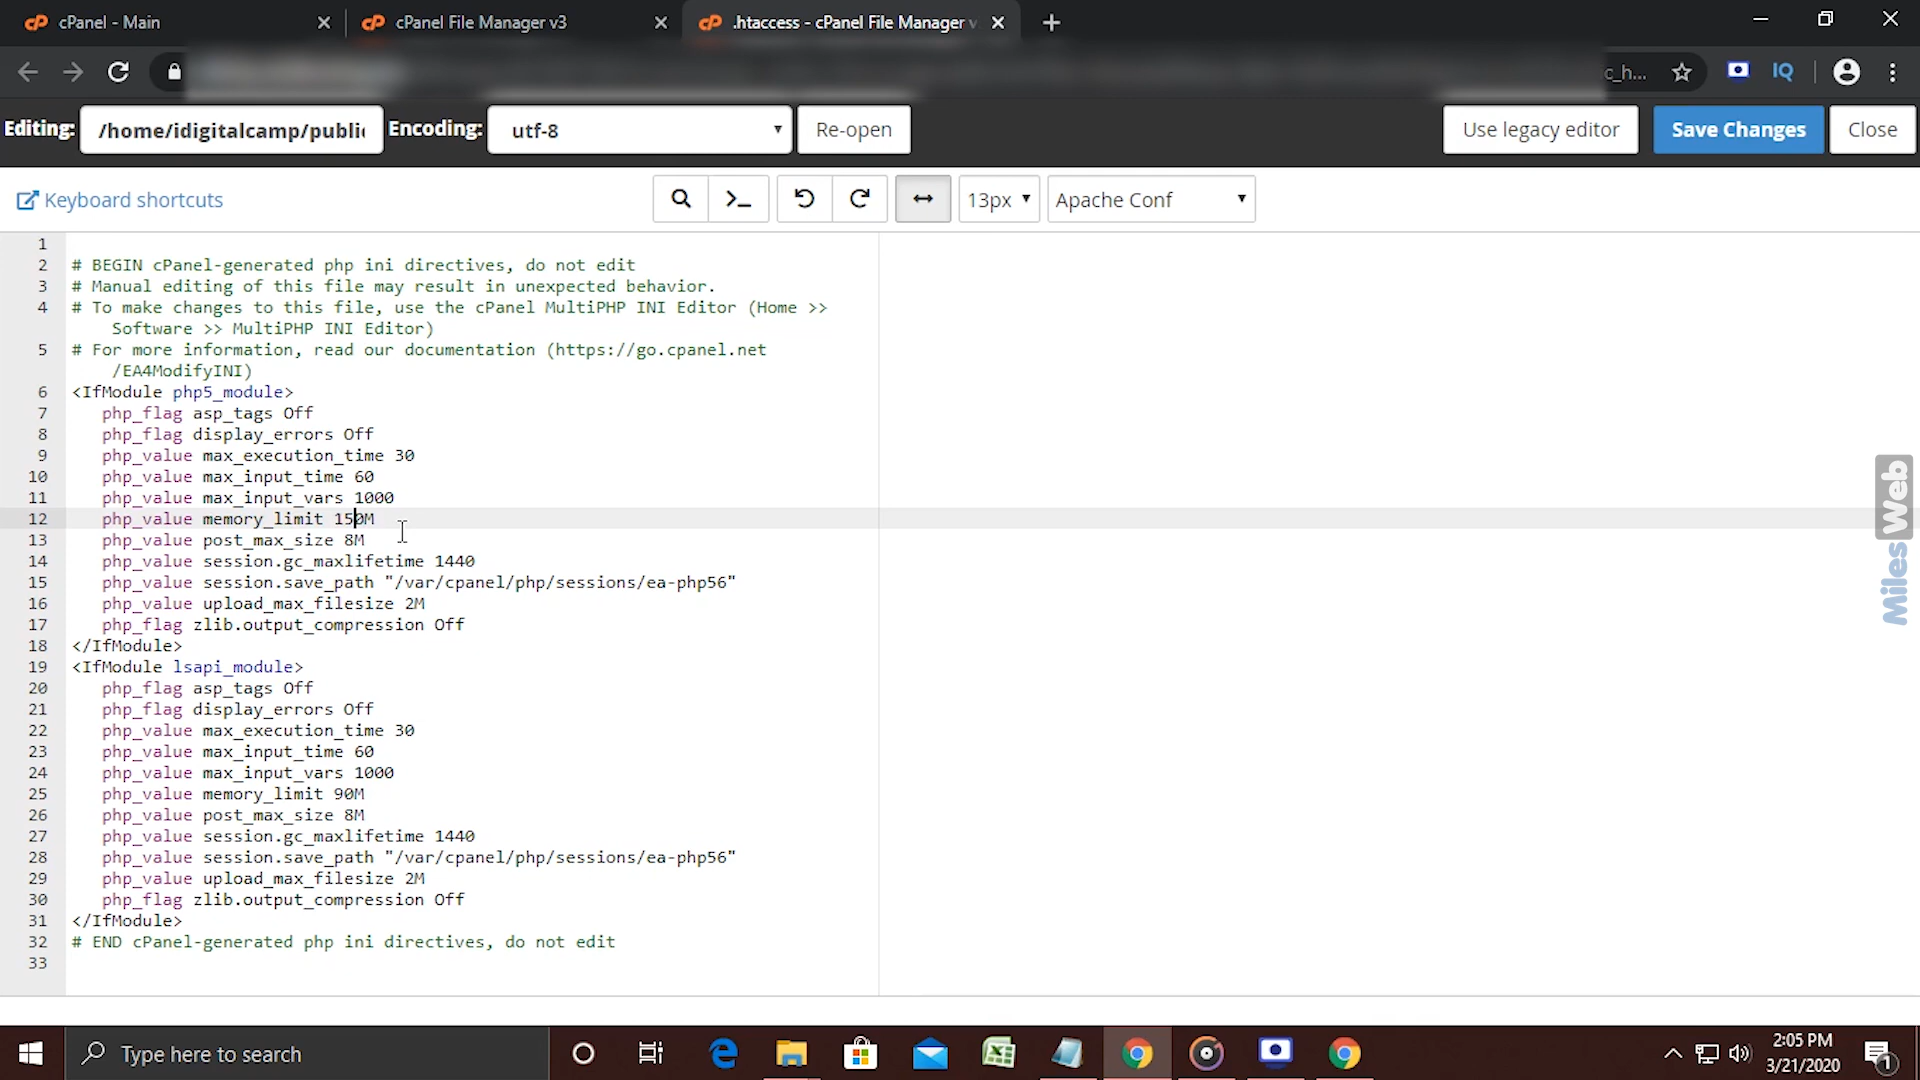 cPanel - Main
cPanel File Manager v3
.htaccess - cPanel File Manager v
c_h...
IQ
Editing: /home/idigitalcamp/public Encoding: utf-8 Re-open Use legacy editor Save Changes Close
Keyboard shortcuts 13px Apache Conf
1
2 # BEGIN cPanel-generated php ini directives, do not edit
3 # Manual editing of this file may result in unexpected behavior.
4 # To make changes to this file, use the cPanel MultiPHP INI Editor (Home >>
Software >> MultiPHP INI Editor)
5 # For more information, read our documentation (https://go.cpanel.net
/EA4ModifyINI)
6 <IfModule php5_module>
7 php_flag asp_tags Off
8 php_flag display_errors Off
9 php_value max_execution_time 30
10 php_value max_input_time 60
11 php_value max_input_vars 1000
12 php_value memory_limit 150M
13 php_value post_max_size 8M
14 php_value session.gc_maxlifetime 1440
15 php_value session.save_path "/var/cpanel/php/sessions/ea-php56"
16 php_value upload_max_filesize 2M
17 php_flag zlib.output_compression Off
18 </IfModule>
19 <IfModule lsapi_module>
20 php_flag asp_tags Off
21 php_flag display_errors Off
22 php_value max_execution_time 30
23 php_value max_input_time 60
24 php_value max_input_vars 1000
25 php_value memory_limit 90M
26 php_value post_max_size 8M
27 php_value session.gc_maxlifetime 1440
28 php_value session.save_path "/var/cpanel/php/sessions/ea-php56"
29 php_value upload_max_filesize 2M
30 php_flag zlib.output_compression Off
31 </IfModule>
32 # END cPanel-generated php ini directives, do not edit
33
MilesWeb
Type here to search
2:05 PM
3/21/2020
1